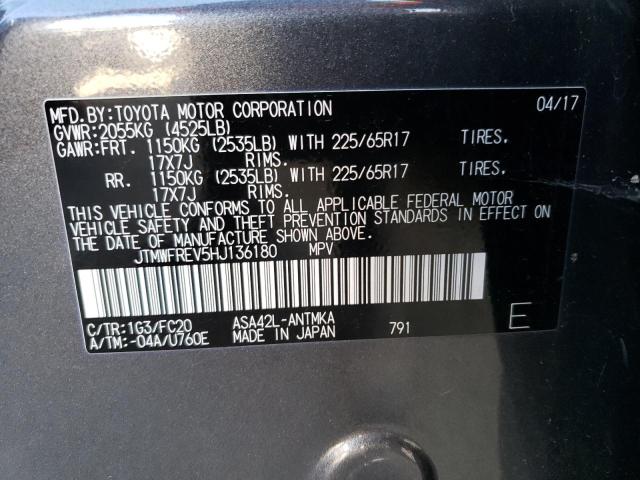 MFD.BY:TOYOTA MOTOR CORPORATION 04/17
GVWR:2055KG (4525LB)
GAWR:FRT. 1150KG (2535LB) WITH 225/65R17 TIRES.
17X7J RIMS.
RR. 1150KG (2535LB) WITH 225/65R17 TIRES.
17X7J RIMS.
THIS VEHICLE CONFORMS TO ALL APPLICABLE FEDERAL MOTOR
VEHICLE SAFETY AND THEFT PREVENTION STANDARDS IN EFFECT ON
THE DATE OF MANUFACTURE SHOWN ABOVE.
JTMWFREV5HJ136180 MPV
C/TR:1G3/FC20 ASA42L-ANTMKA 791 E
A/TM:-04A/U760E MADE IN JAPAN